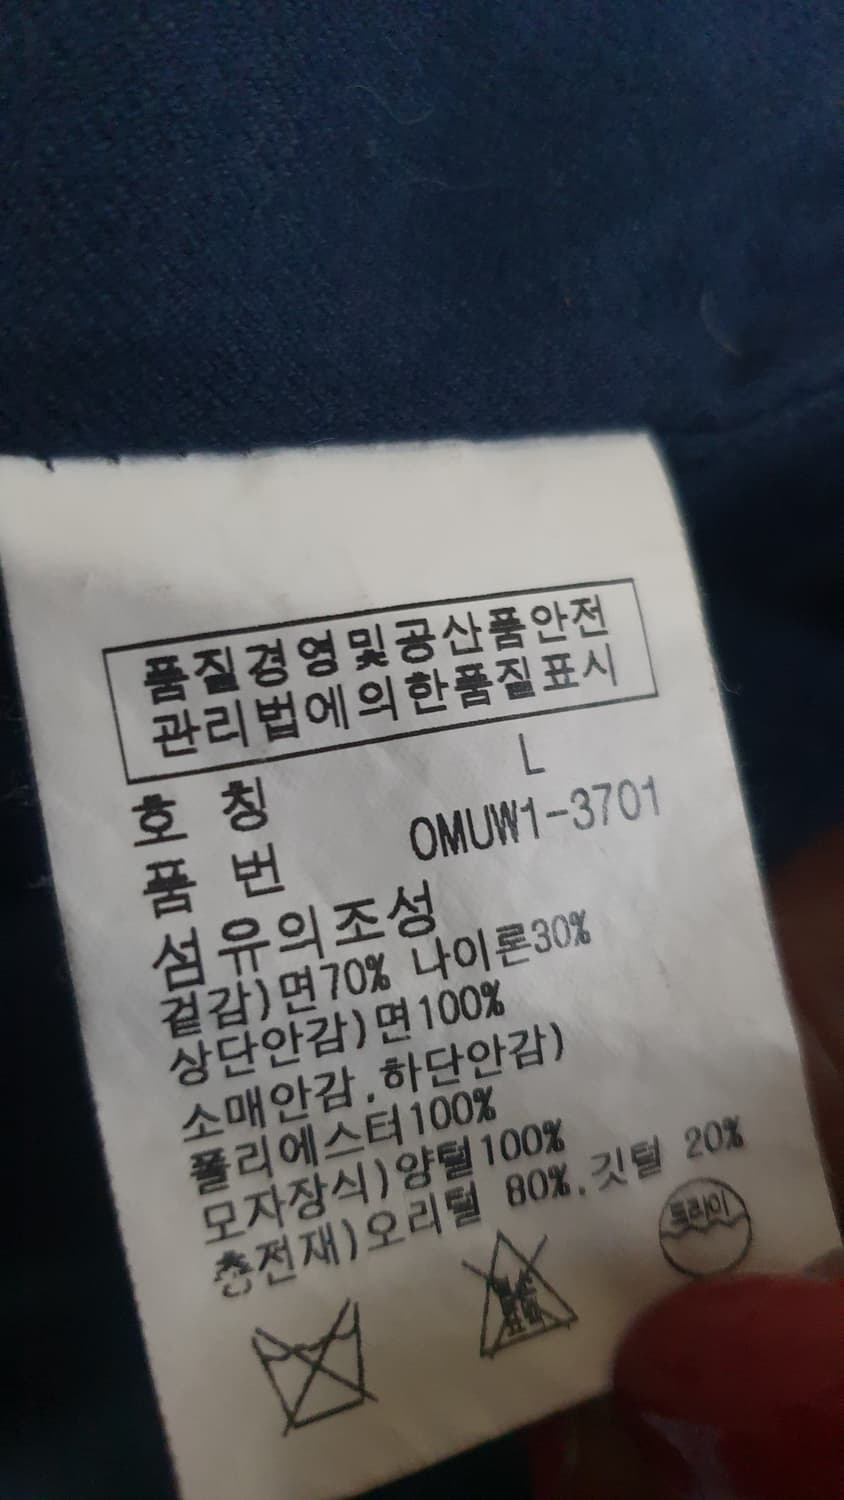 품질경영및공산품안전
관리법에의한품질표시
호 칭 L
품 번 OMUW1-3701
섬유의조성
겉감)면70% 나이론30%
상단안감)면100%
소매안감,하단안감)
폴리에스터100%
모자장식)양털100%
충전재)오리털 80%,깃털 20%
드라이